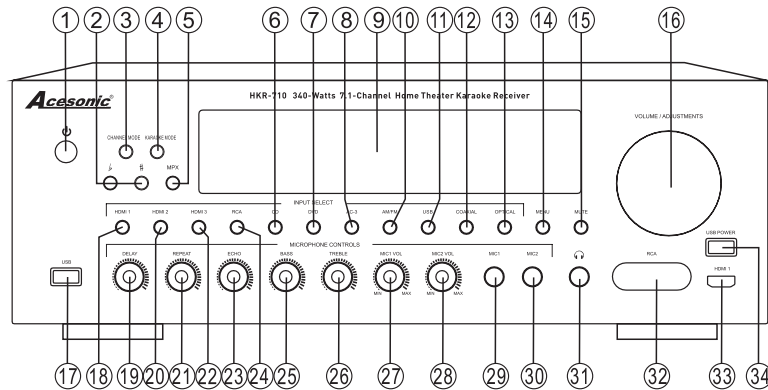 1 2 3 4 5 6 7 8 9 10 11 12 13 14 15 16
Acesonic®
HKR-710 340-Watts 7.1-Channel Home Theater Karaoke Receiver
VOLUME / ADJUSTMENTS
CHANNEL MODE KARAOKE MODE
♭ # MPX
INPUT SELECT
HDMI 1 HDMI 2 HDMI 3 RCA CD DVD AC-3 AM/FM USB COAXIAL OPTICAL MENU MUTE
USB POWER
MICROPHONE CONTROLS
USB DELAY REPEAT ECHO BASS TREBLE MIC1 VOL MIC2 VOL MIC1 MIC2 RCA HDMI 1
MIN MAX MIN MAX
17 18 19 20 21 22 23 24 25 26 27 28 29 30 31 32 33 34